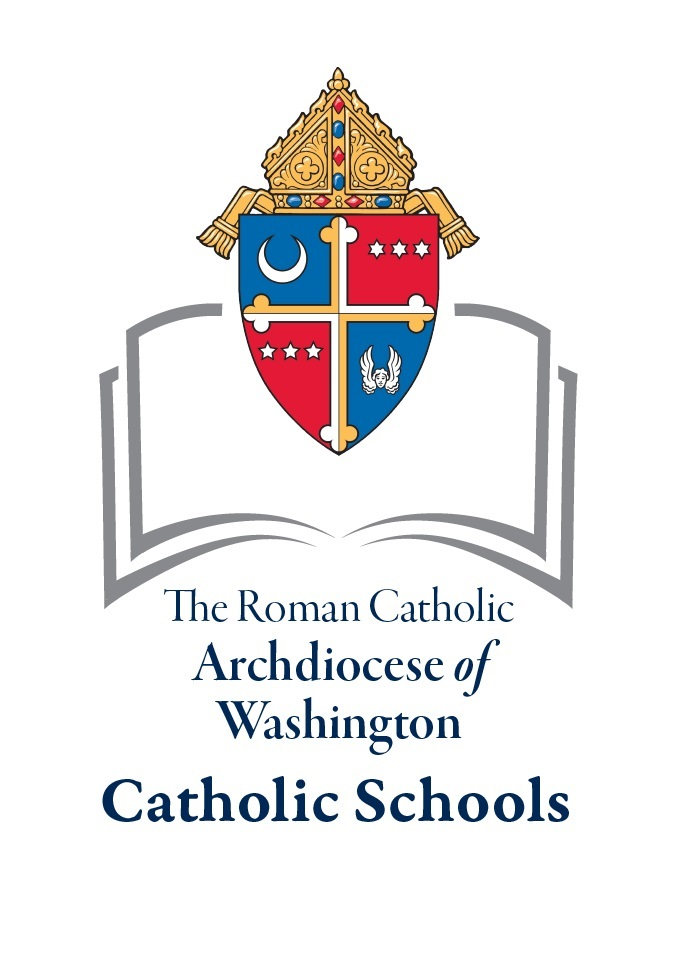 The Roman Catholic
Archdiocese of
Washington
Catholic Schools